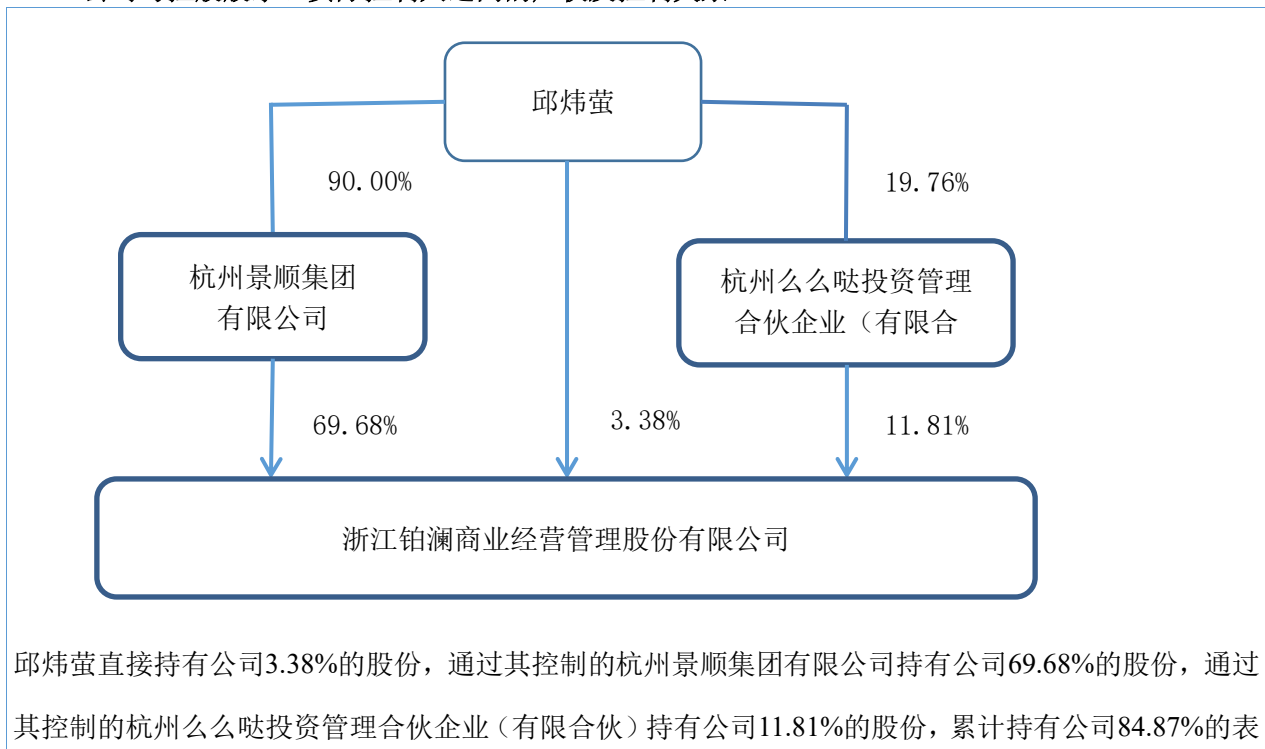 邱炜萤
90.00%
19.76%
杭州景顺集团
有限公司
杭州么么哒投资管理
合伙企业（有限合
69.68%
3.38%
11.81%
浙江铂澜商业经营管理股份有限公司
邱炜萤直接持有公司3.38%的股份，通过其控制的杭州景顺集团有限公司持有公司69.68%的股份，通过
其控制的杭州么么哒投资管理合伙企业（有限合伙）持有公司11.81%的股份，累计持有公司84.87%的表